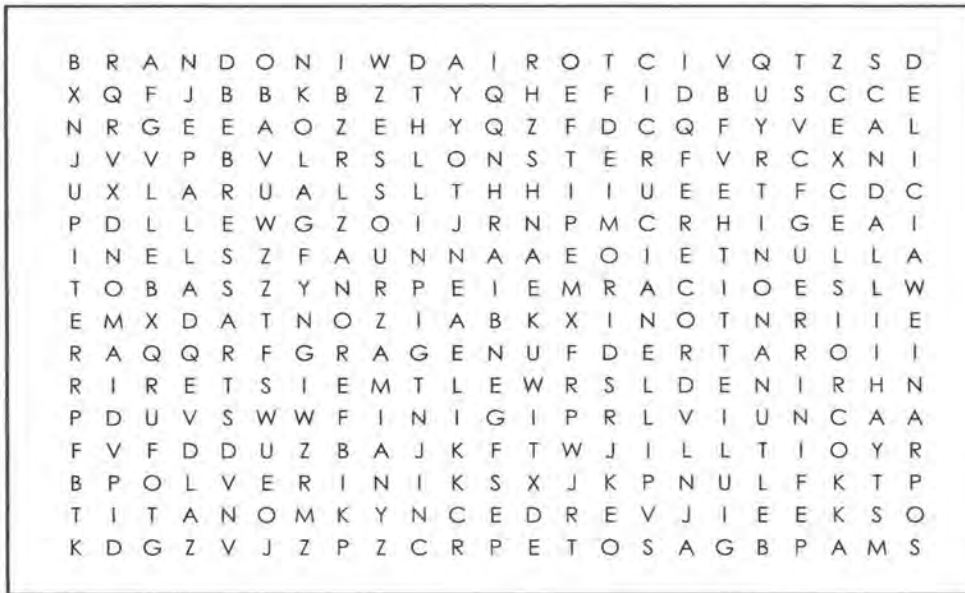 B R A N D O N I W D A I R O T C I V Q T Z S D
X Q F J B B K B Z T Y Q H E F I D B U S C C E
N R G E E A O Z E H Y Q Z F D C Q F Y V E A L
J V V P B V L R S L O N S T E R F V R C X N I
U X L A R U A L S L T H H I I U E E T F C D C
P D L L E W G Z O I J R N P M C R H I G E A I
I N E L S Z F A U N N A A E O I E T N U L L A
T O B A S Z Y N R P E I E M R A C I O E S L W
E M X D A T N O Z I A B K X I N O T N R I I E
R A Q Q R F G R A G E N U F D E R T A R O I I
R I R E T S I E M T L E W R S L D E N I R H N
P D U V S W W F I N I G I P R L V I U N C A A
F V F D D U Z B A J K F T W J I L L T I O Y R
B P O L V E R I N I K S X J K P N U L F K T P
T I T A N O M K Y N C E D R E V J I E E K S O
K D G Z V J Z P Z C R P E T O S A G B P A M S